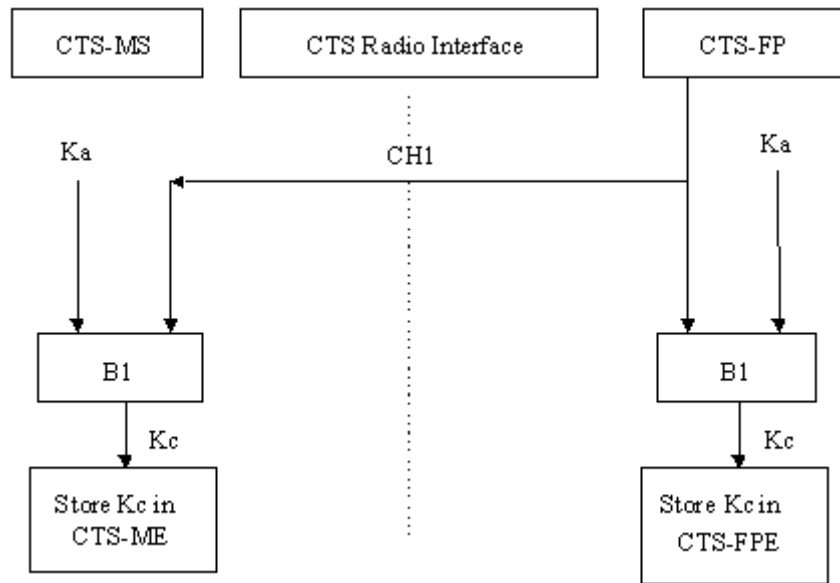 CTS-MS
CTS Radio Interface
CTS-FP
Ka
CH1
Ka
B1
B1
Kc
Kc
Store Kc in
CTS-ME
Store Kc in
CTS-FPE